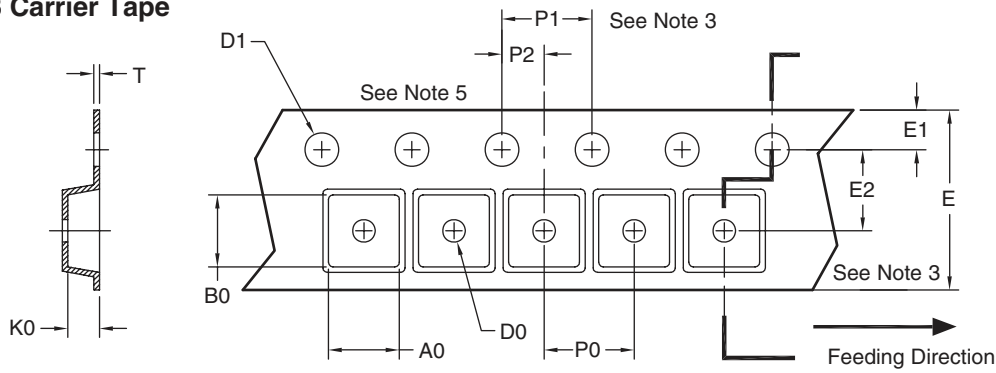 Carrier Tape
P1
See Note 3
D1
P2
T
See Note 5
E1
E2
E
B0
See Note 3
K0
D0
A0
P0
Feeding Direction